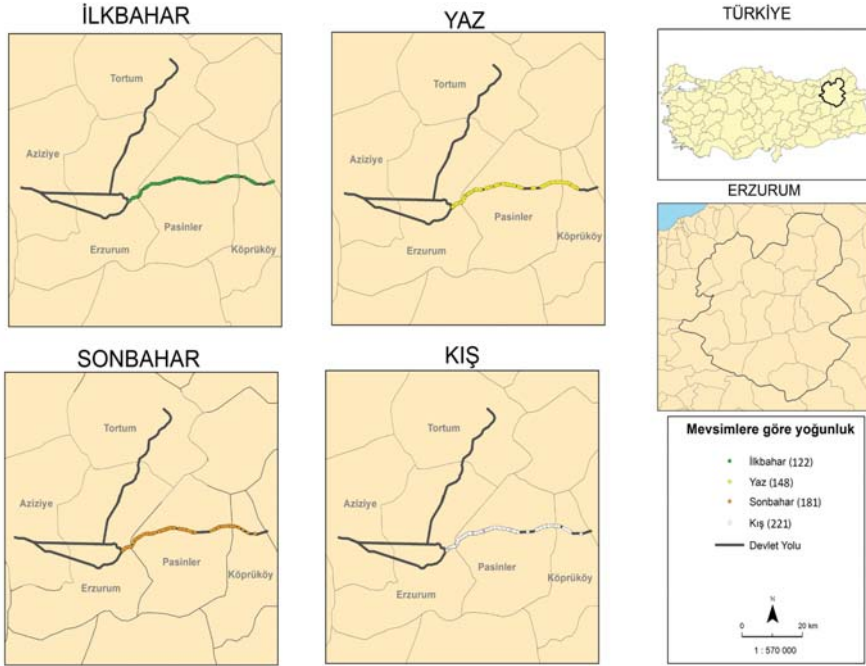 İLKBAHAR
Tortum
Aziziye
Pasinler
Erzurum
Köprüköy
YAZ
Tortum
Aziziye
Pasinler
Erzurum
Köprüköy
TÜRKİYE
ERZURUM
SONBAHAR
Tortum
Aziziye
Pasinler
Erzurum
Köprüköy
KIŞ
Tortum
Aziziye
Pasinler
Erzurum
Köprüköy
Mevsimlere göre yoğunluk
İlkbahar (122)
Yaz (148)
Sonbahar (181)
Kış (221)
Devlet Yolu
N
0 20 km
1 : 570 000